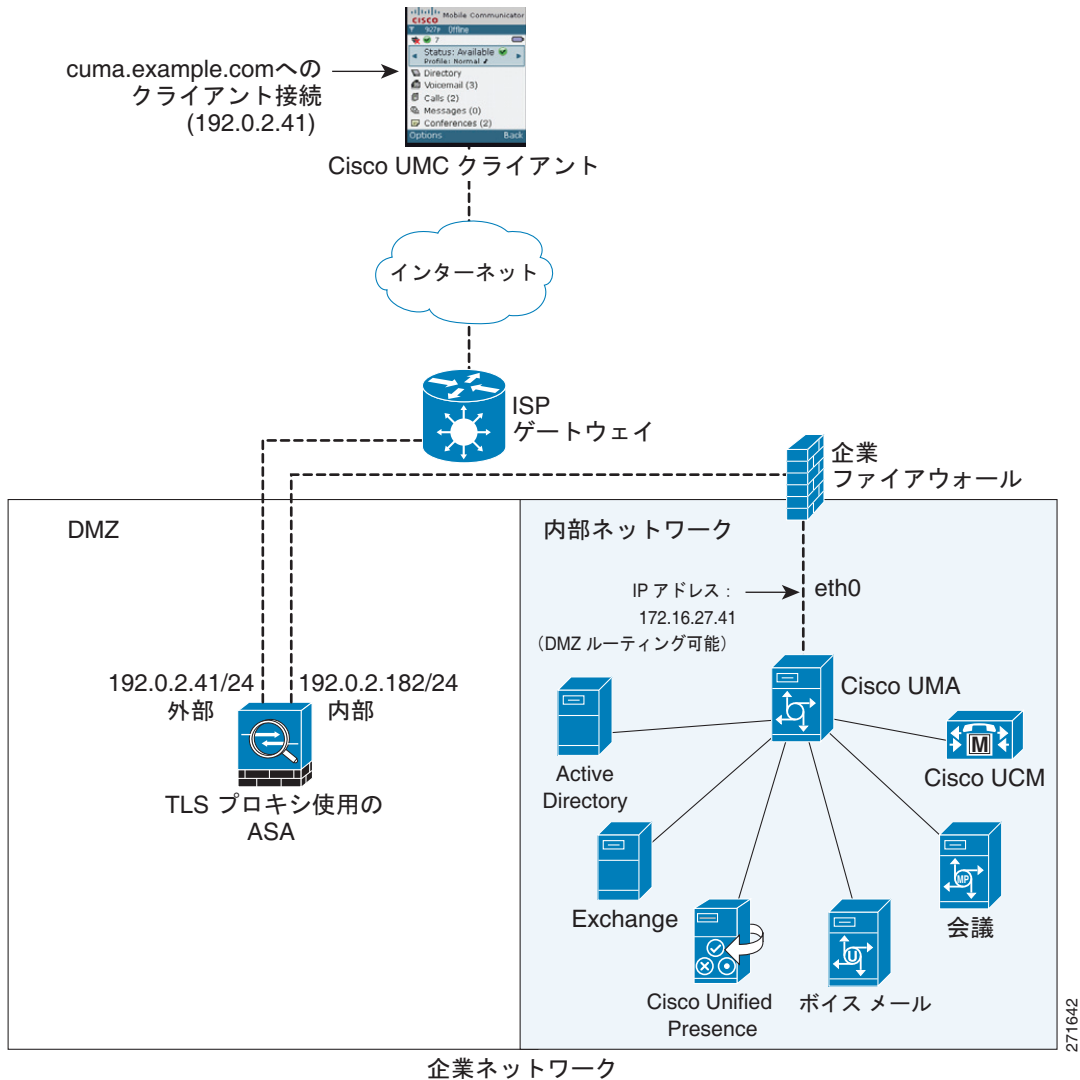 cuma.example.comへの
クライアント接続
(192.0.2.41)
CISCO Mobile Communicator
Offline
7
Status: Available
Profile: Normal
Directory
Voicemail (3)
Calls (2)
Messages (0)
Conferences (2)
Options
Back
Cisco UMC クライアント
インターネット
ISP
ゲートウェイ
企業
ファイアウォール
DMZ
内部ネットワーク
IP アドレス :
172.16.27.41
(DMZ ルーティング可能)
eth0
192.0.2.41/24
外部
192.0.2.182/24
内部
TLS プロキシ使用の
ASA
Cisco UMA
Active
Directory
M
Cisco UCM
Exchange
MP
会議
Cisco Unified
Presence
U
ボイス メール
企業ネットワーク
271642